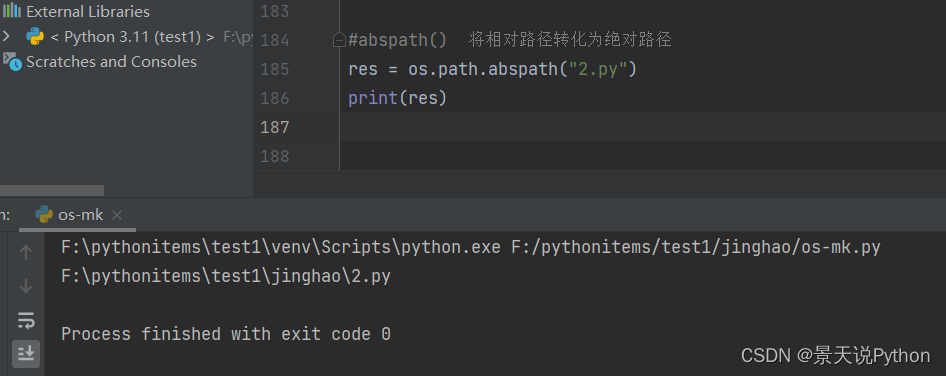 External Libraries
< Python 3.11 (test1) > F:\py
Scratches and Consoles
183
184 #abspath() 将相对路径转化为绝对路径
185 res = os.path.abspath("2.py")
186 print(res)
187
188
n: os-mk
F:\pythonitems\test1\venv\Scripts\python.exe F:/pythonitems/test1/jinghao/os-mk.py
F:\pythonitems\test1\jinghao\2.py
Process finished with exit code 0
CSDN @景天说Python